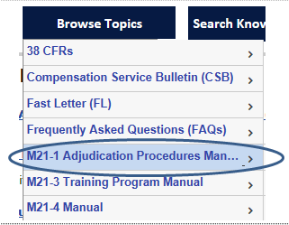 Browse Topics
Search Know
38 CFRs
Compensation Service Bulletin (CSB)
Fast Letter (FL)
Frequently Asked Questions (FAQs)
M21-1 Adjudication Procedures Man...
M21-3 Training Program Manual
M21-4 Manual